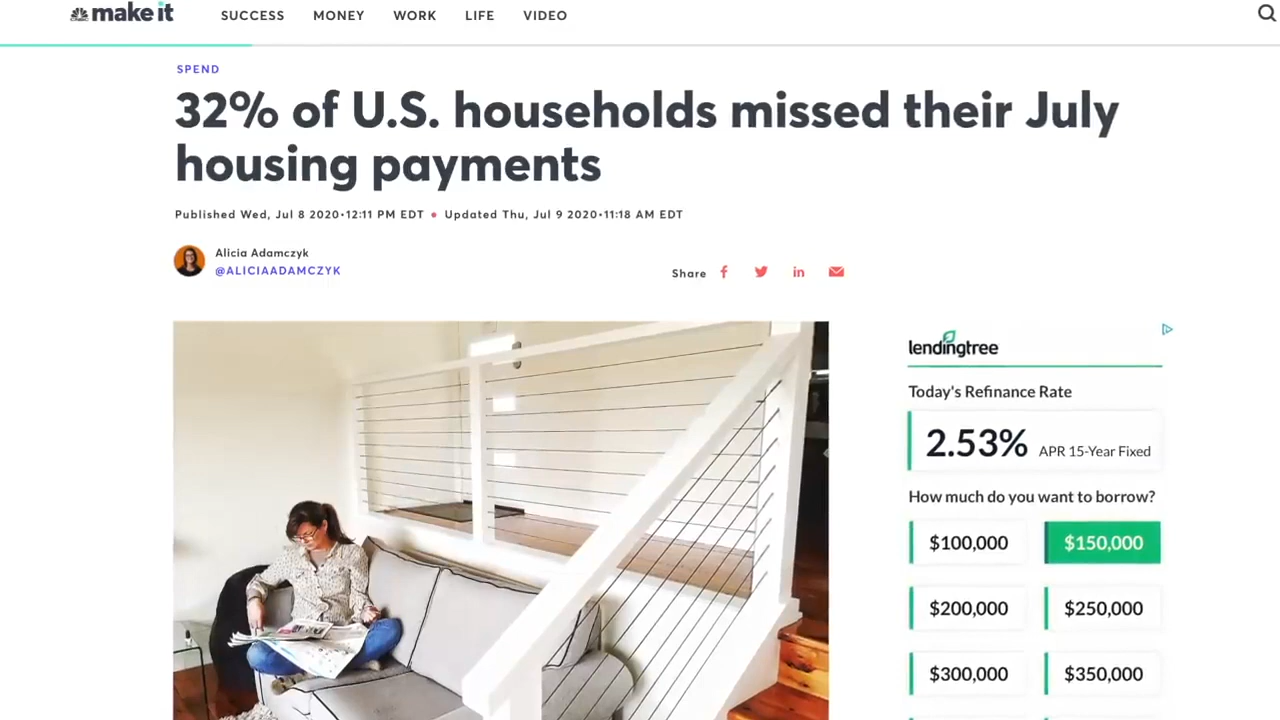 make it
SUCCESS MONEY WORK LIFE VIDEO
SPEND
32% of U.S. households missed their July
housing payments
Published Wed, Jul 8 2020•12:11 PM EDT • Updated Thu, Jul 9 2020•11:18 AM EDT
Alicia Adamczyk
@ALICIAADAMCZYK
Share
lendingtree
Today's Refinance Rate
2.53% APR 15-Year Fixed
How much do you want to borrow?
$100,000 $150,000
$200,000 $250,000
$300,000 $350,000